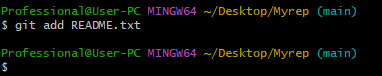 Professional@User-PC MINGW64 ~/Desktop/Myrep (main)
$ git add README.txt
Professional@User-PC MINGW64 ~/Desktop/Myrep (main)
$